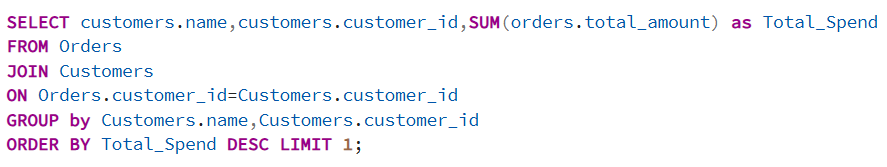 SELECT customers.name,customers.customer_id,SUM(orders.total_amount) as Total_Spend
FROM Orders
JOIN Customers
ON Orders.customer_id=Customers.customer_id
GROUP by Customers.name,Customers.customer_id
ORDER BY Total_Spend DESC LIMIT 1;